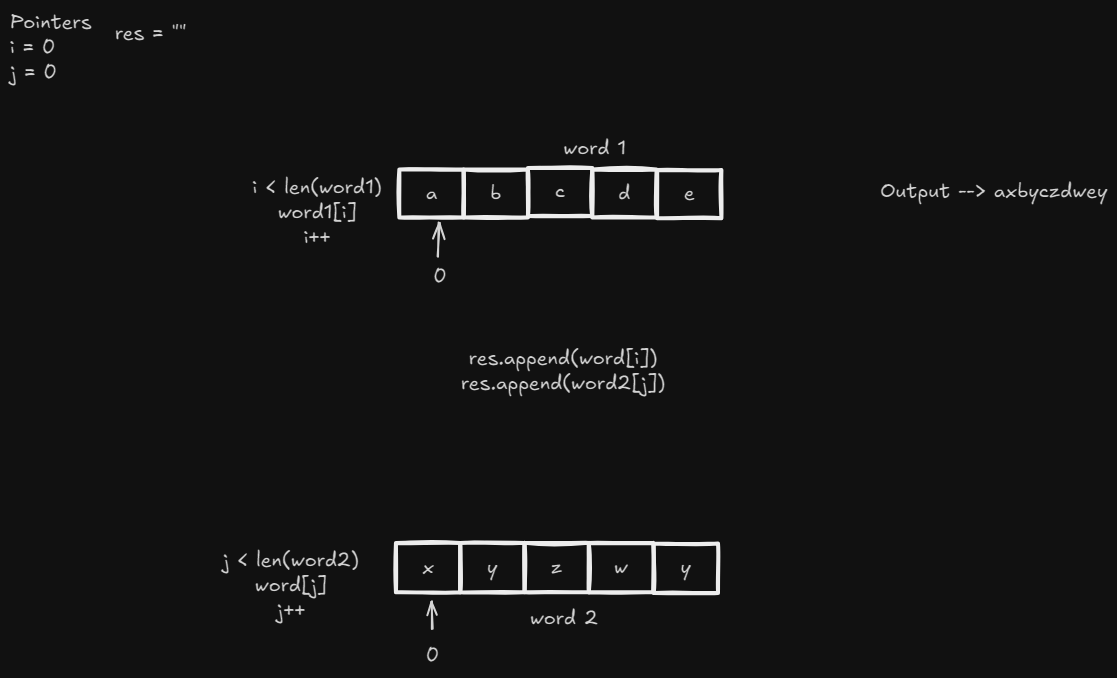 Pointers
i = 0
j = 0
res = ""
word 1
i < len(word1)
word1[i]
i++
a b c d e
0
Output --> axbyczdwey
res.append(word[i])
res.append(word2[j])
j < len(word2)
word[j]
j++
x y z w y
0
word 2